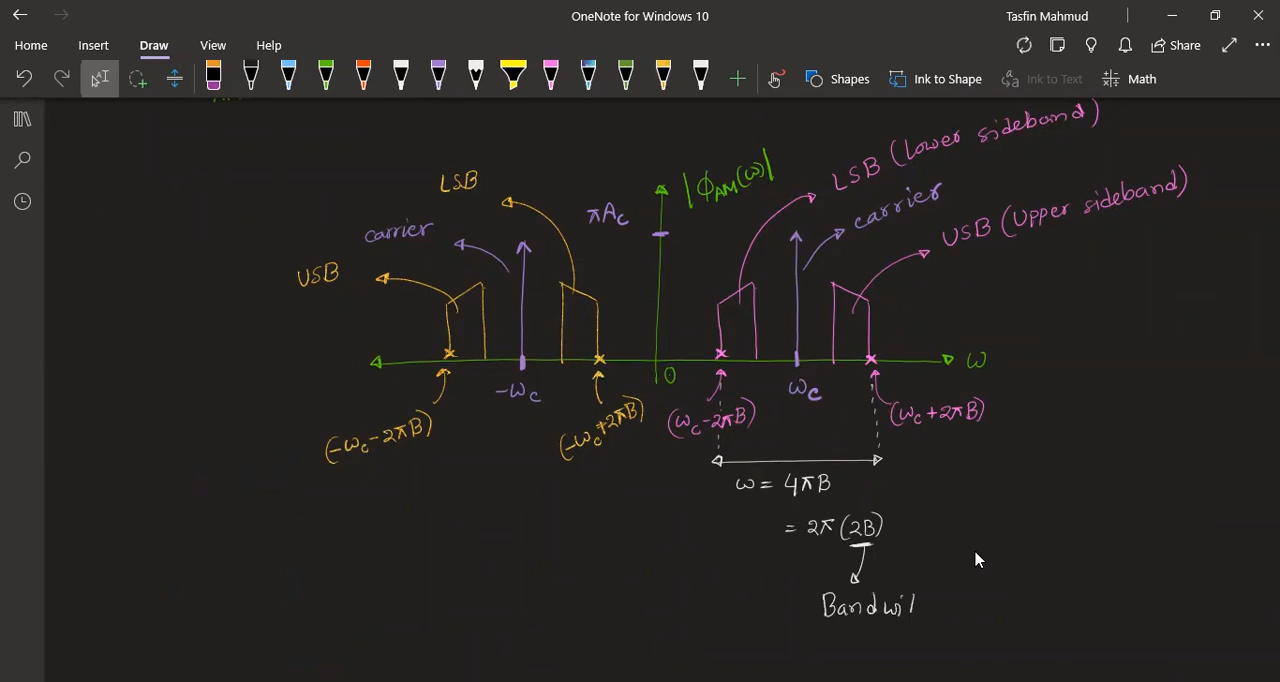 OneNote for Windows 10
Tasfin Mahmud
Home
Insert
Draw
View
Help
Share
Shapes
Ink to Shape
Ink to Text
Math
LSB
|ΦAM(ω)|
LSB (Lower sideband)
πAc
carrier
carrier
USB (Upper sideband)
USB
0
ω
-ωc
ωc
(-ωc-2πB)
(-ωc+2πB)
(ωc-2πB)
(ωc+2πB)
ω = 4πB
= 2π(2B)
Bandwi